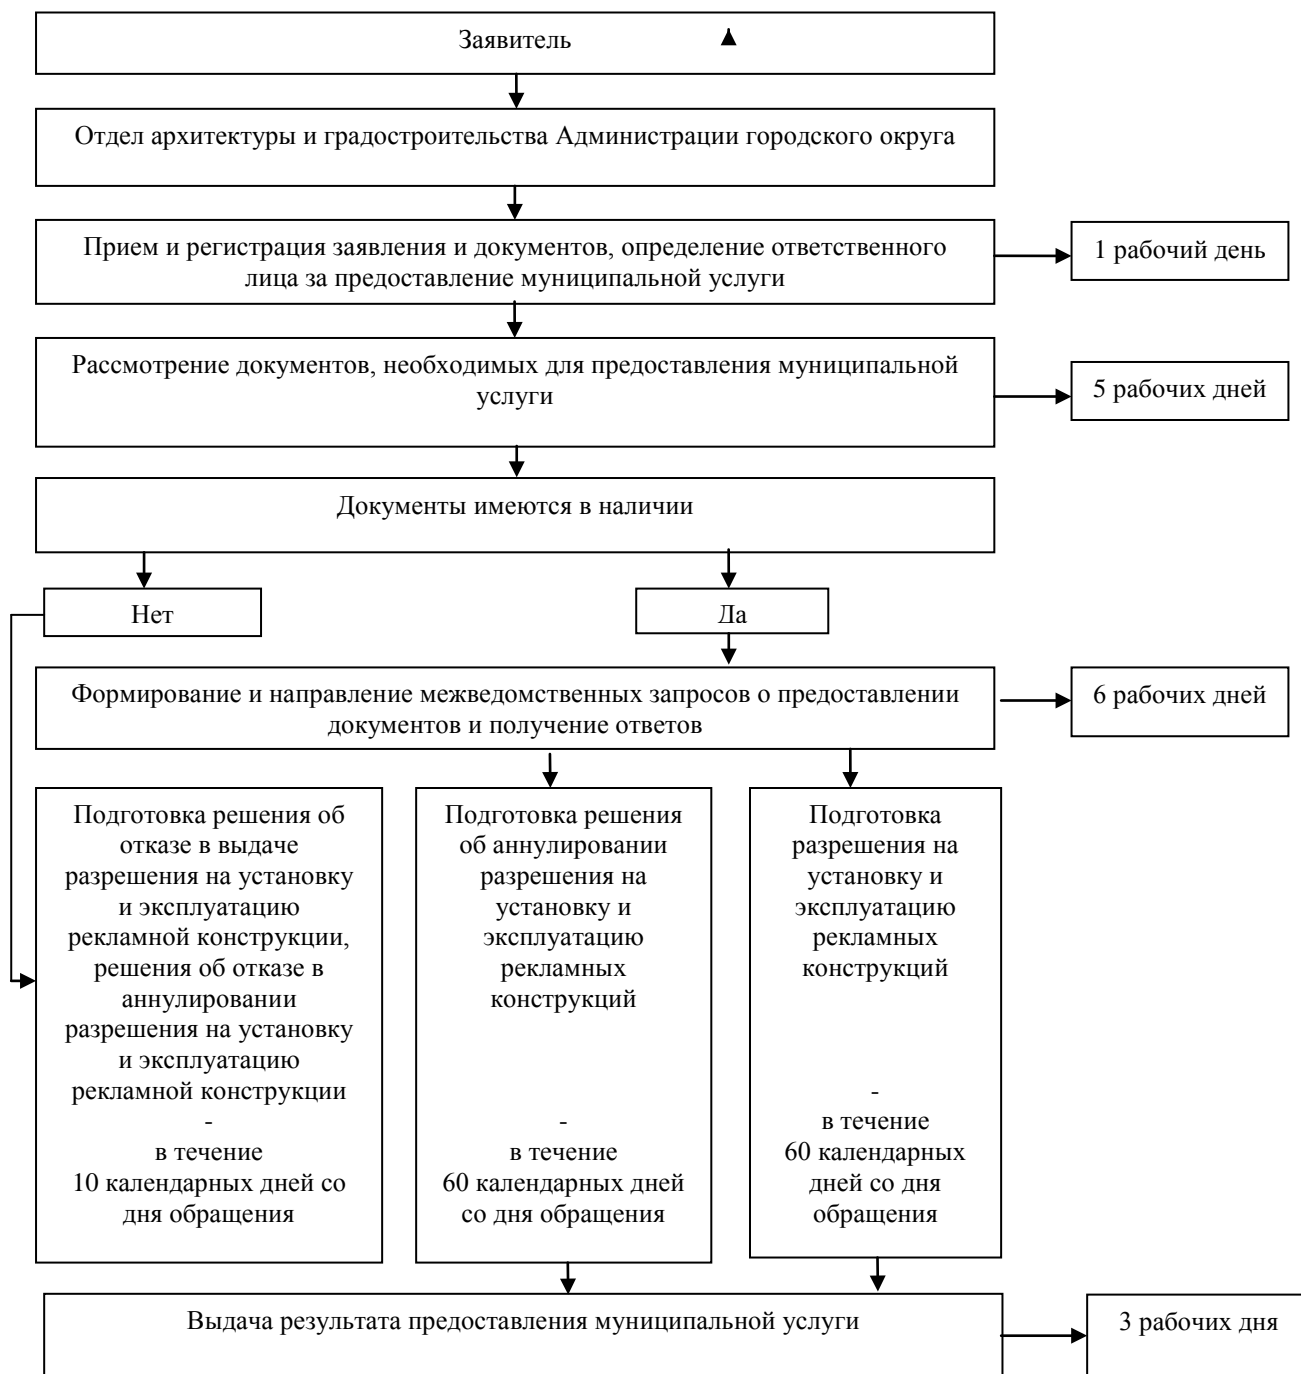 Заявитель
Отдел архитектуры и градостроительства Администрации городского округа
Прием и регистрация заявления и документов, определение ответственного
лица за предоставление муниципальной услуги
1 рабочий день
Рассмотрение документов, необходимых для предоставления муниципальной
услуги
5 рабочих дней
Документы имеются в наличии
Нет
Да
Формирование и направление межведомственных запросов о предоставлении
документов и получение ответов
6 рабочих дней
Подготовка решения об
отказе в выдаче
разрешения на установку
и эксплуатацию
рекламной конструкции,
решения об отказе в
аннулировании
разрешения на установку
и эксплуатацию
рекламной конструкции
-
в течение
10 календарных дней со
дня обращения
Подготовка решения
об аннулировании
разрешения на
установку и
эксплуатацию
рекламных
конструкций
-
в течение
60 календарных дней
со дня обращения
Подготовка
разрешения на
установку и
эксплуатацию
рекламных
конструкций
-
в течение
60 календарных
дней со дня
обращения
Выдача результата предоставления муниципальной услуги
3 рабочих дня